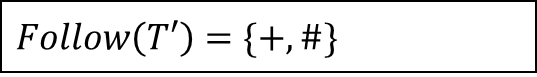 Follow(T′) = {+, #}